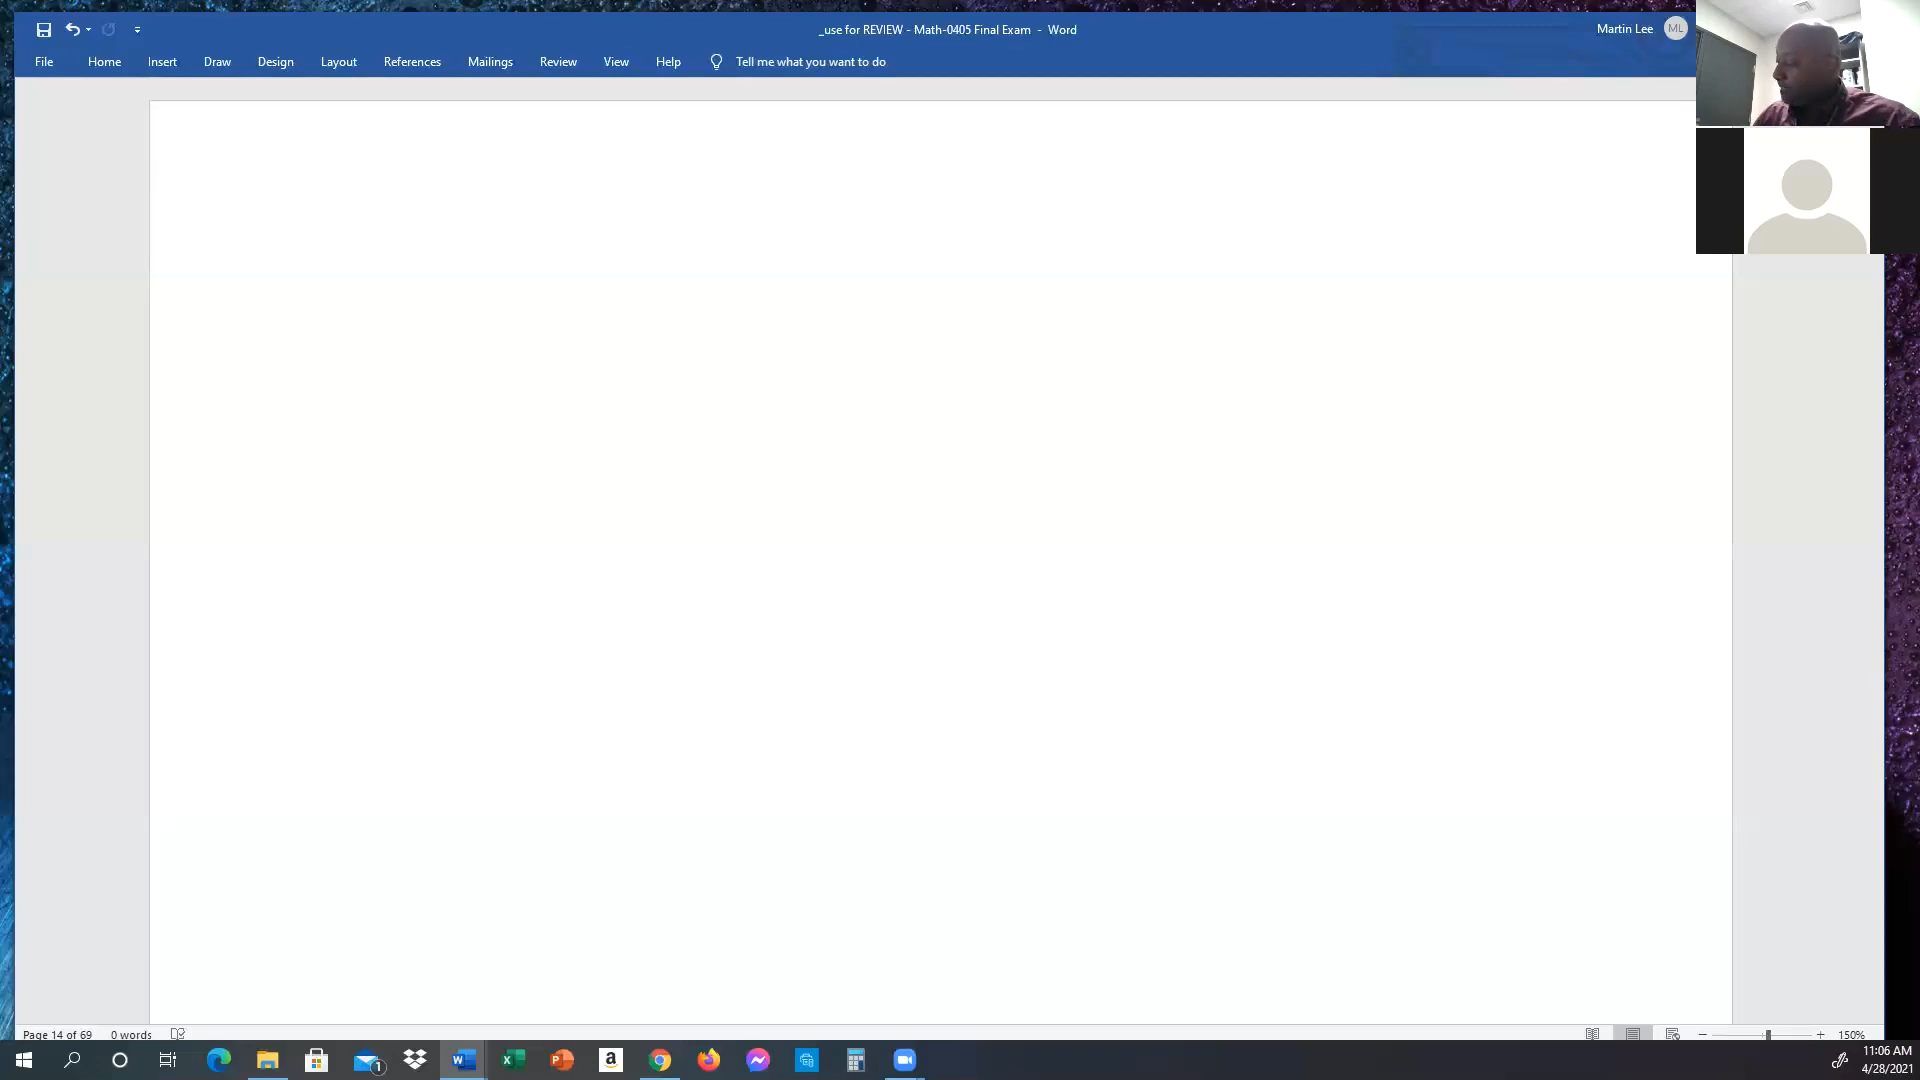 _use for REVIEW - Math-0405 Final Exam - Word
Martin Lee ML
File Home Insert Draw Design Layout References Mailings Review View Help Tell me what you want to do
Page 14 of 69 0 words 150%
11:06 AM
4/28/2021